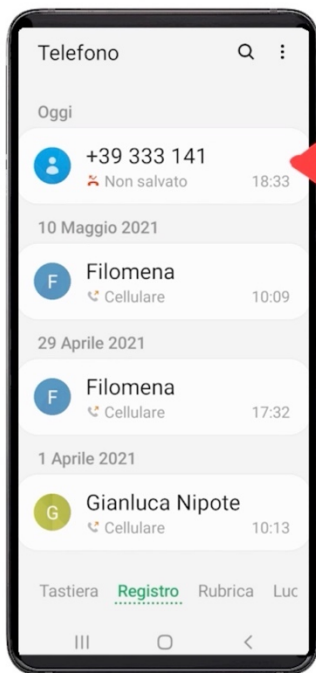 Telefono
Oggi
+39 333 141
Non salvato 18:33
10 Maggio 2021
F Filomena
Cellulare 10:09
29 Aprile 2021
F Filomena
Cellulare 17:32
1 Aprile 2021
G Gianluca Nipote
Cellulare 10:13
Tastiera Registro Rubrica Luc